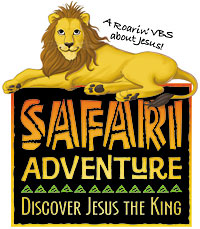 A Roarin' VBS
about Jesus!
SAFARI
ADVENTURE
DISCOVER JESUS THE KING